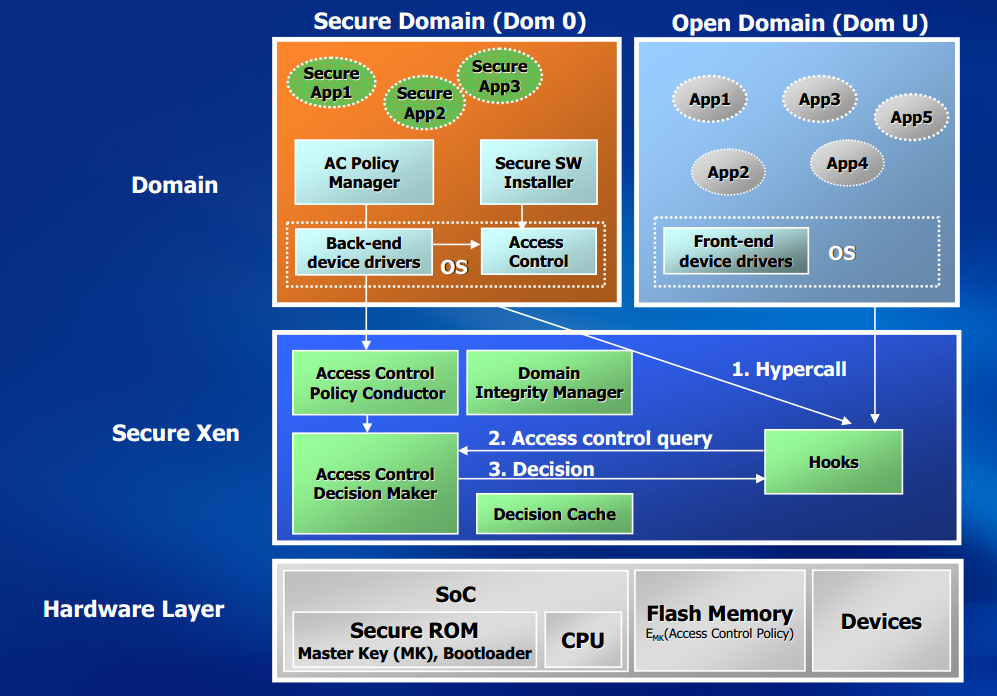 Secure Domain (Dom 0)
Open Domain (Dom U)
Domain
Secure
App1
Secure
App2
Secure
App3
AC Policy
Manager
Secure SW
Installer
Back-end
device drivers
OS
Access
Control
App1
App3
App5
App2
App4
Front-end
device drivers
OS
Secure Xen
Access Control
Policy Conductor
Domain
Integrity Manager
1. Hypercall
2. Access control query
3. Decision
Hooks
Access Control
Decision Maker
Decision Cache
Hardware Layer
SoC
Secure ROM
Master Key (MK), Bootloader
CPU
Flash Memory
EMK(Access Control Policy)
Devices